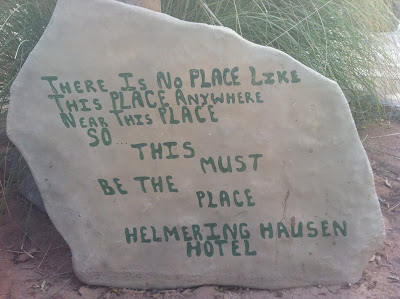 THERE IS NO PLACE LIKE
THIS PLACE ANYWHERE
NEAR THIS PLACE
SO...
THIS
MUST
BE THE
PLACE
HELMERING HAUSEN
HOTEL